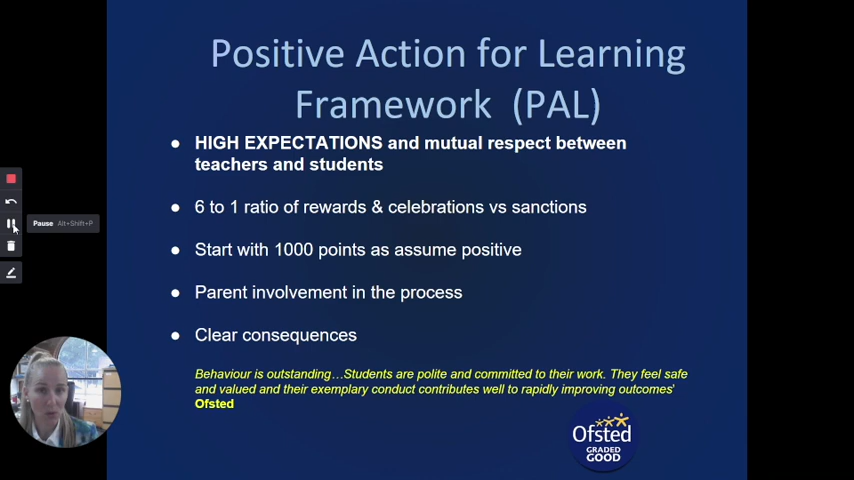 Positive Action for Learning
Framework (PAL)
● HIGH EXPECTATIONS and mutual respect between
teachers and students
● 6 to 1 ratio of rewards & celebrations vs sanctions
● Start with 1000 points as assume positive
Pause Alt+Shift+P
● Parent involvement in the process
● Clear consequences
Behaviour is outstanding…Students are polite and committed to their work. They feel safe
and valued and their exemplary conduct contributes well to rapidly improving outcomes'
Ofsted
Ofsted
GRADED
GOOD